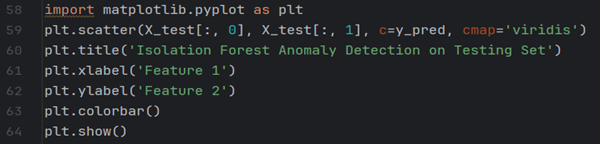 58 import matplotlib.pyplot as plt
59 plt.scatter(X_test[:, 0], X_test[:, 1], c=y_pred, cmap='viridis')
60 plt.title('Isolation Forest Anomaly Detection on Testing Set')
61 plt.xlabel('Feature 1')
62 plt.ylabel('Feature 2')
63 plt.colorbar()
64 plt.show()